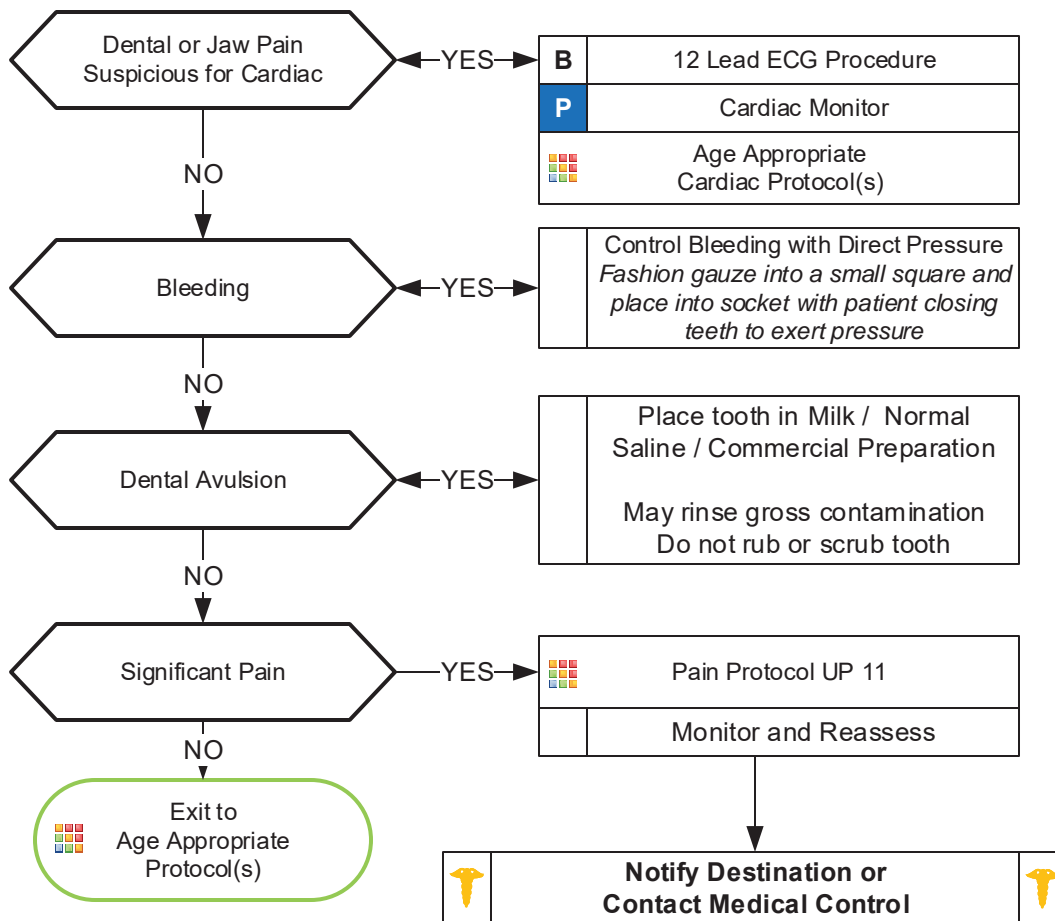 Dental or Jaw Pain
Suspicious for Cardiac
YES
B
12 Lead ECG Procedure
P
Cardiac Monitor
Age Appropriate
Cardiac Protocol(s)
NO
Bleeding
YES
Control Bleeding with Direct Pressure
Fashion gauze into a small square and
place into socket with patient closing
teeth to exert pressure
NO
Dental Avulsion
YES
Place tooth in Milk / Normal
Saline / Commercial Preparation
May rinse gross contamination
Do not rub or scrub tooth
NO
Significant Pain
YES
Pain Protocol UP 11
Monitor and Reassess
NO
Exit to
Age Appropriate
Protocol(s)
Notify Destination or
Contact Medical Control